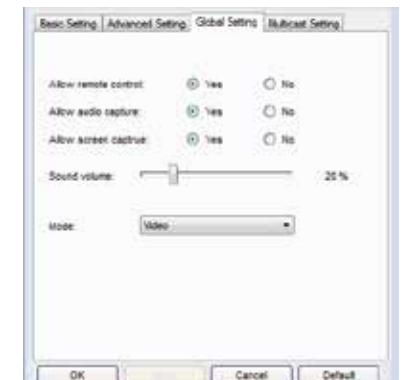 Basic Setting Advanced Setting Global Setting Multicast Setting
Allow remote control: Yes No
Allow audio capture: Yes No
Allow screen captrue: Yes No
Sound volume: 20 %
Mode: Video
OK Cancel Default